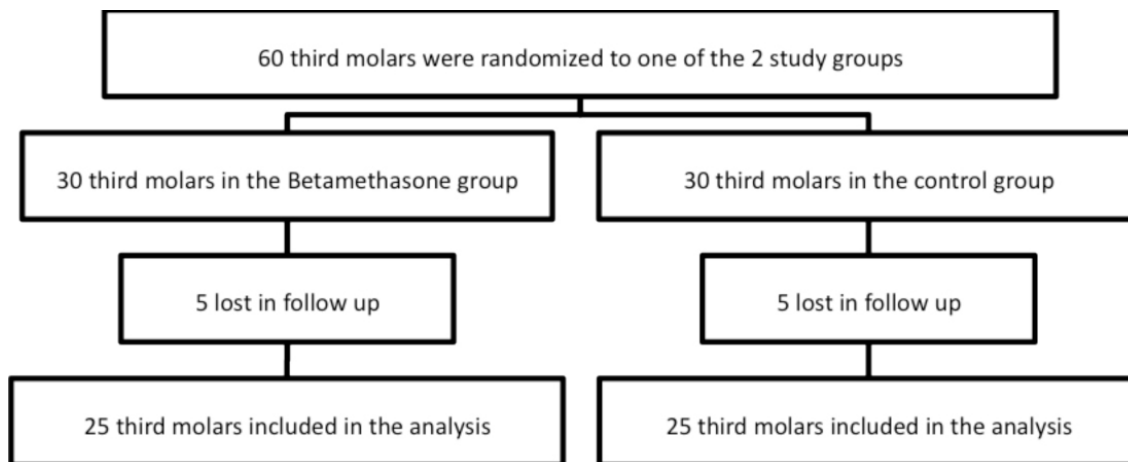 60 third molars were randomized to one of the 2 study groups
30 third molars in the Betamethasone group
30 third molars in the control group
5 lost in follow up
5 lost in follow up
25 third molars included in the analysis
25 third molars included in the analysis